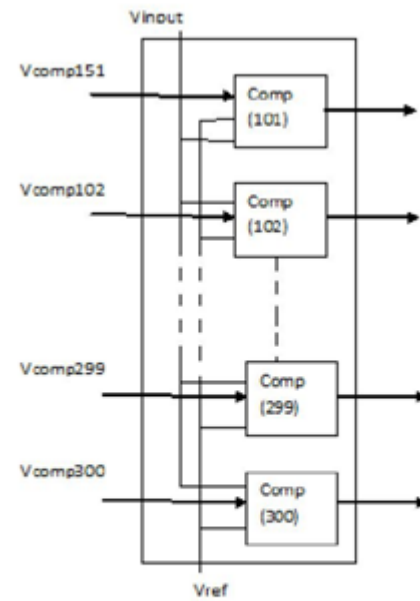 Vinout
Vcomp151
Comp
(101)
Vcomp102
Comp
(102)
Vcomp299
Comp
(299)
Vcomp300
Comp
(300)
Vref